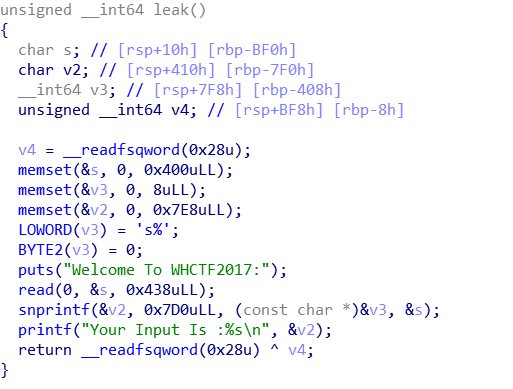 unsigned __int64 leak()
{
  char s; // [rsp+10h] [rbp-BF0h]
  char v2; // [rsp+410h] [rbp-7F0h]
  __int64 v3; // [rsp+7F8h] [rbp-408h]
  unsigned __int64 v4; // [rsp+BF8h] [rbp-8h]

  v4 = __readfsqword(0x28u);
  memset(&s, 0, 0x400uLL);
  memset(&v3, 0, 8uLL);
  memset(&v2, 0, 0x7E8uLL);
  LOWORD(v3) = 's%';
  BYTE2(v3) = 0;
  puts("Welcome To WHCTF2017:");
  read(0, &s, 0x438uLL);
  snprintf(&v2, 0x7D0uLL, (const char *)&v3, &s);
  printf("Your Input Is :%s\n", &v2);
  return __readfsqword(0x28u) ^ v4;
}